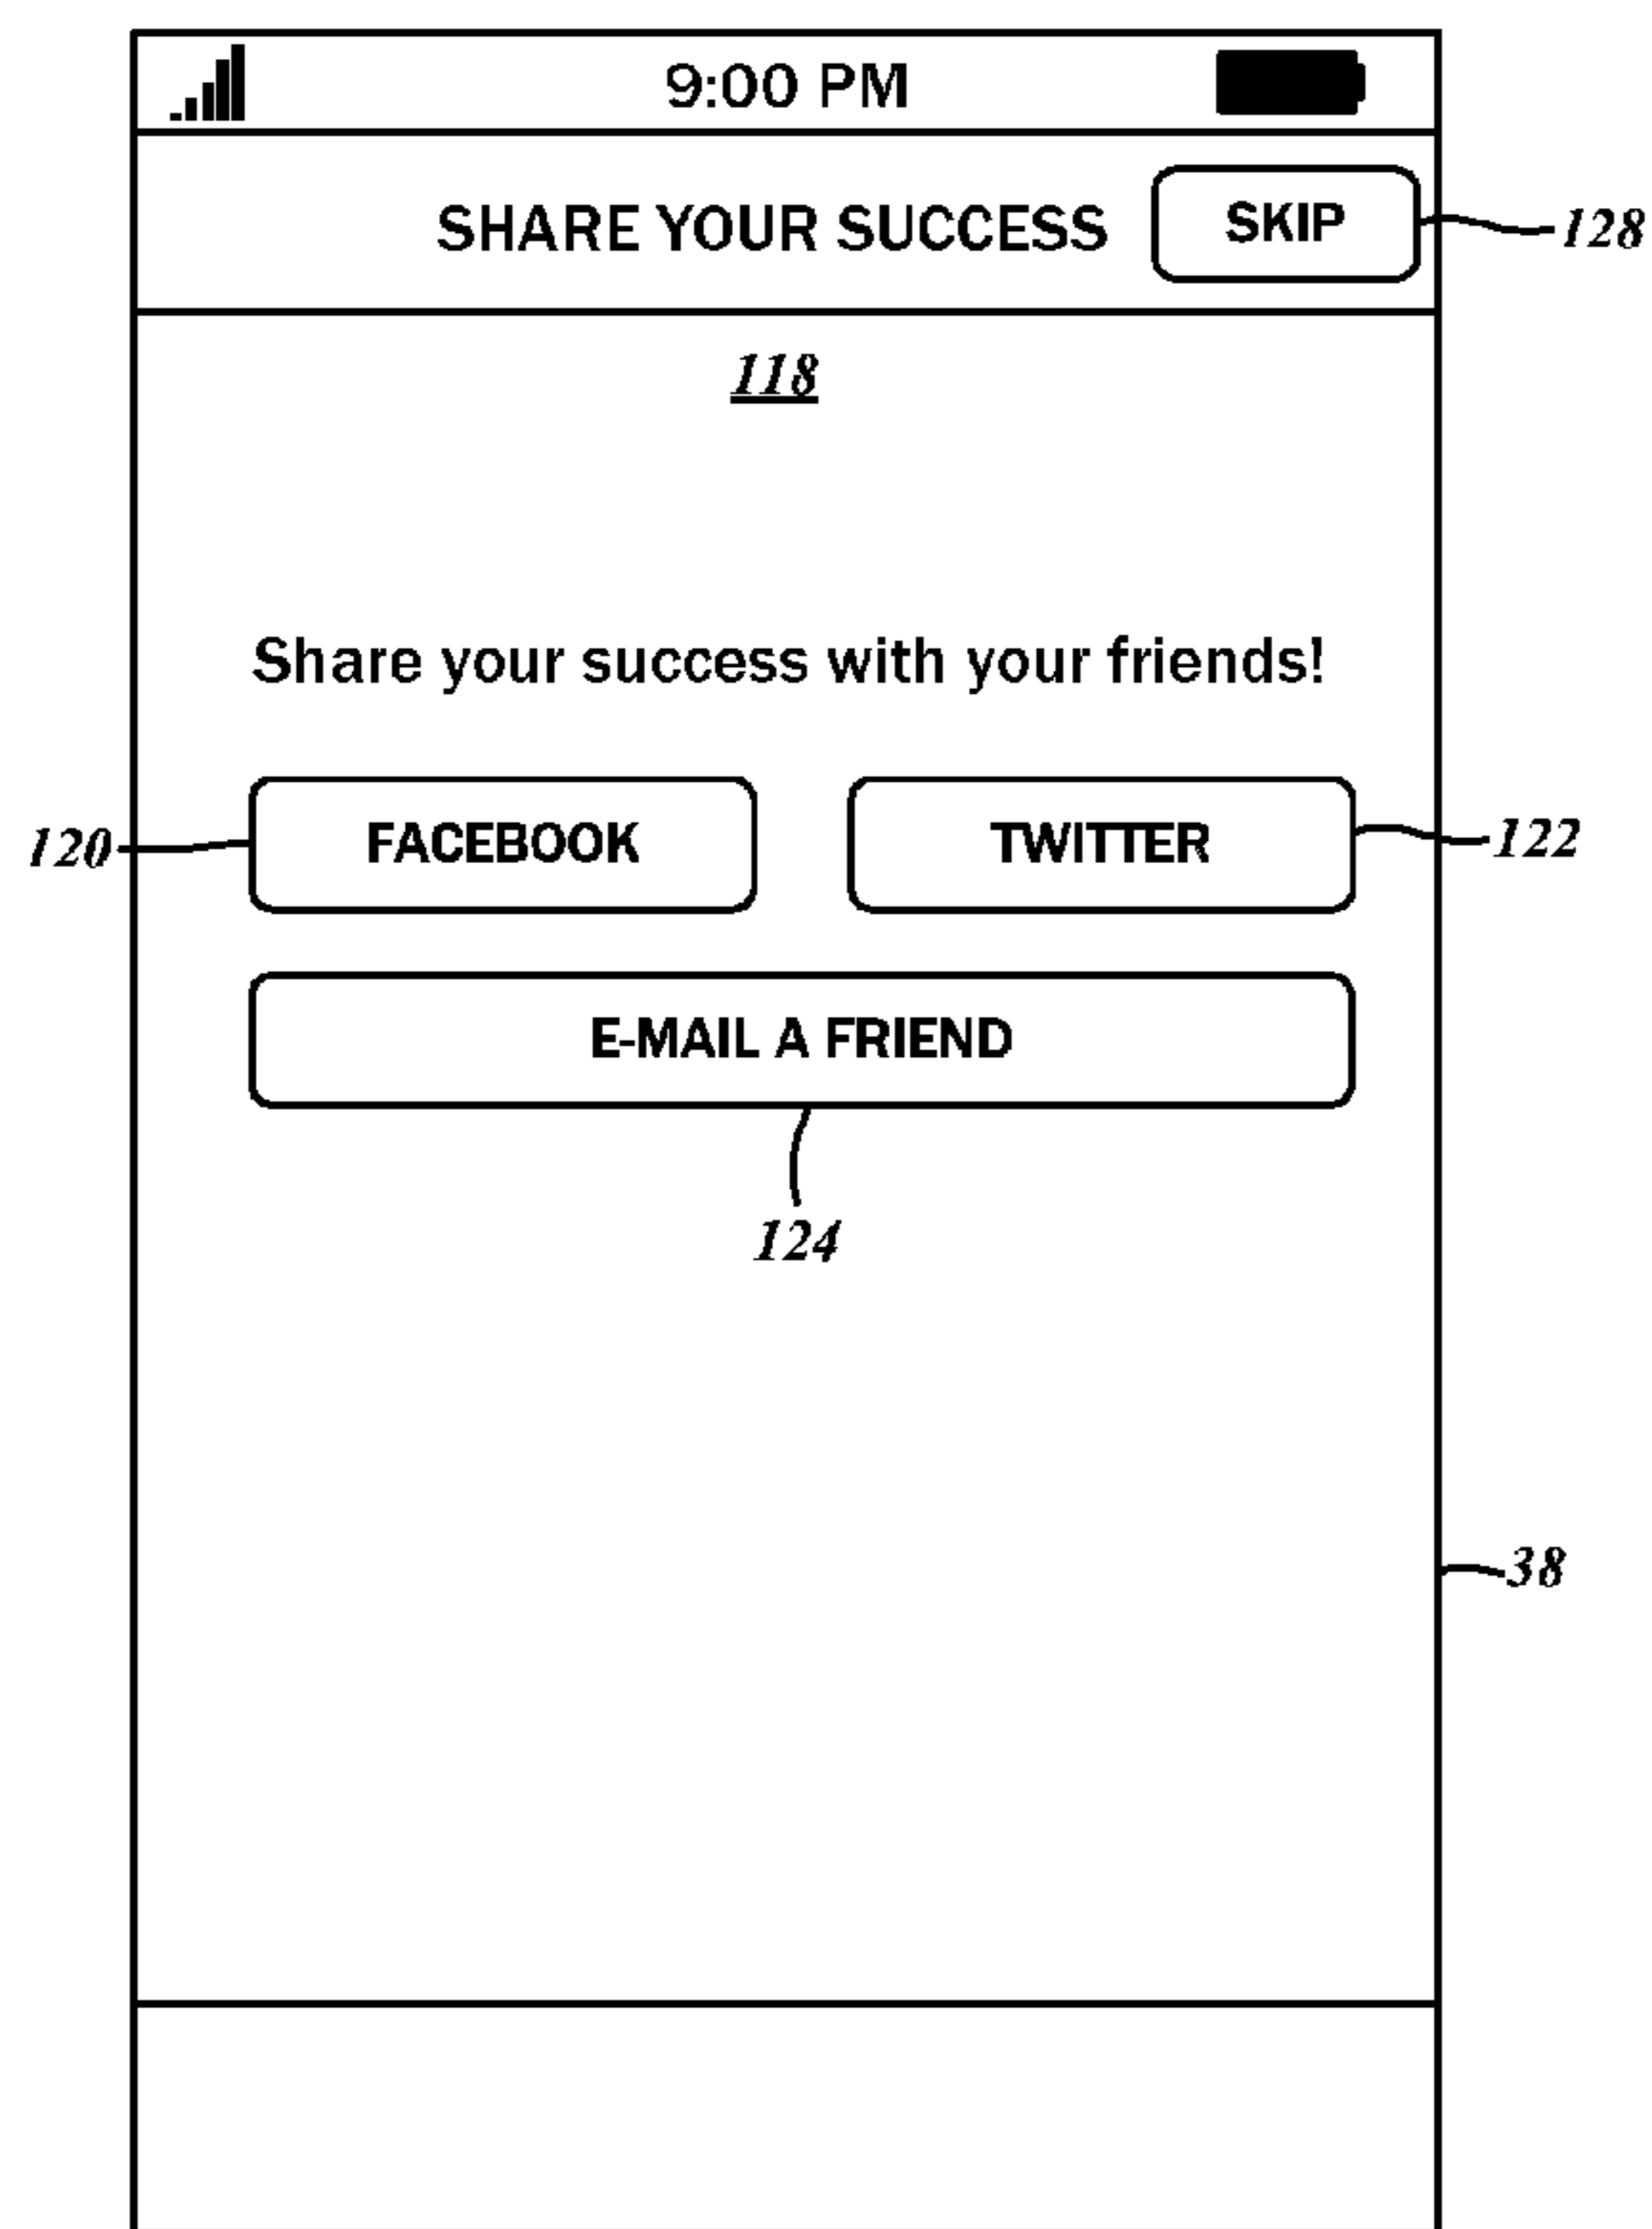 9:00 PM
SHARE YOUR SUCCESS SKIP 128
118
Share your success with your friends!
120 FACEBOOK TWITTER 122
E-MAIL A FRIEND
124
38